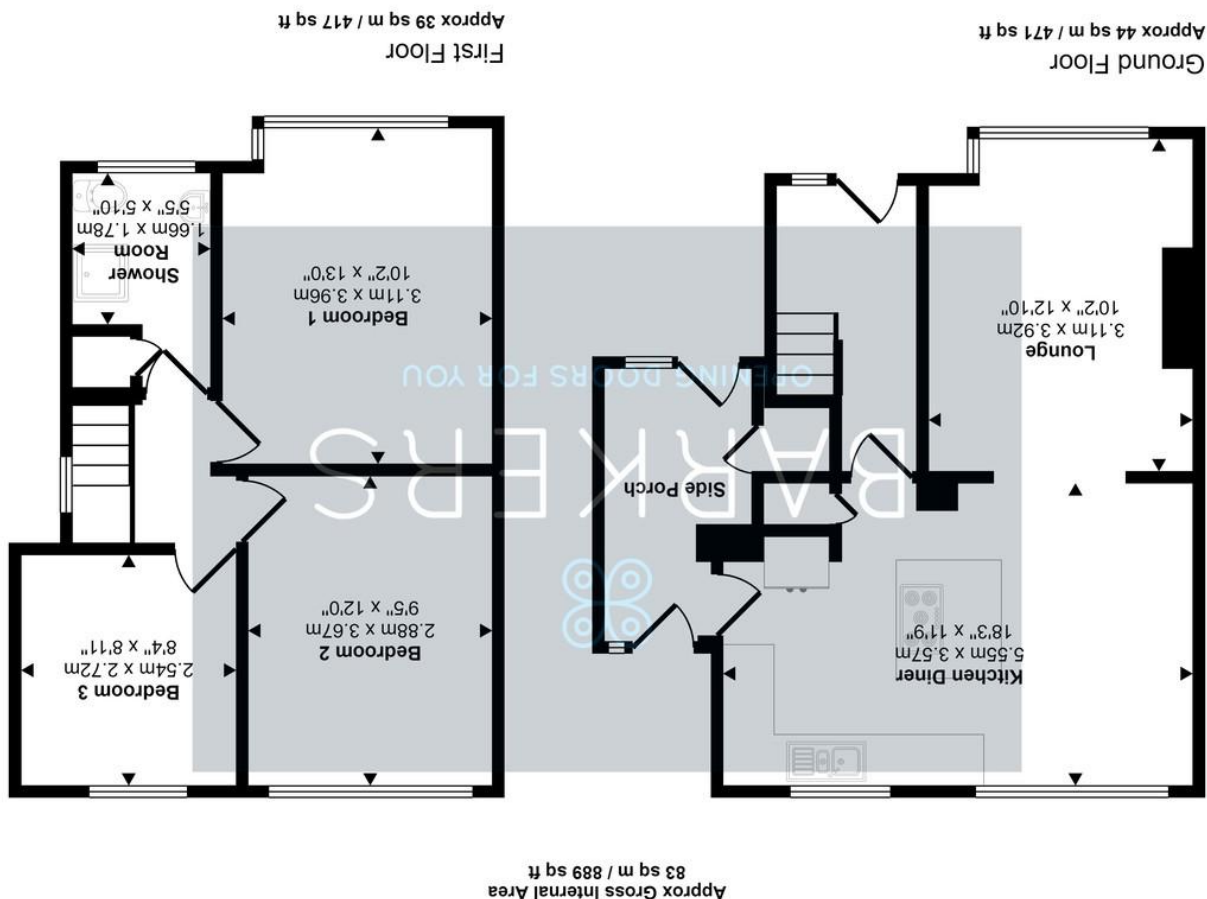 Approx Gross Internal Area
83 sq m / 889 sq ft
Kitchen Diner
5.55m x 3.57m
18'3" x 11'9"
Side Porch
Lounge
3.11m x 3.92m
10'2" x 12'10"
Ground Floor
Approx 44 sq m / 471 sq ft
Bedroom 2
2.88m x 3.67m
9'5" x 12'0"
Bedroom 3
2.54m x 2.72m
8'4" x 8'11"
Bedroom 1
3.11m x 3.96m
10'2" x 13'0"
Shower
Room
1.66m x 1.78m
5'5" x 5'10"
First Floor
Approx 39 sq m / 417 sq ft
BARKERS
OPENING DOORS FOR YOU